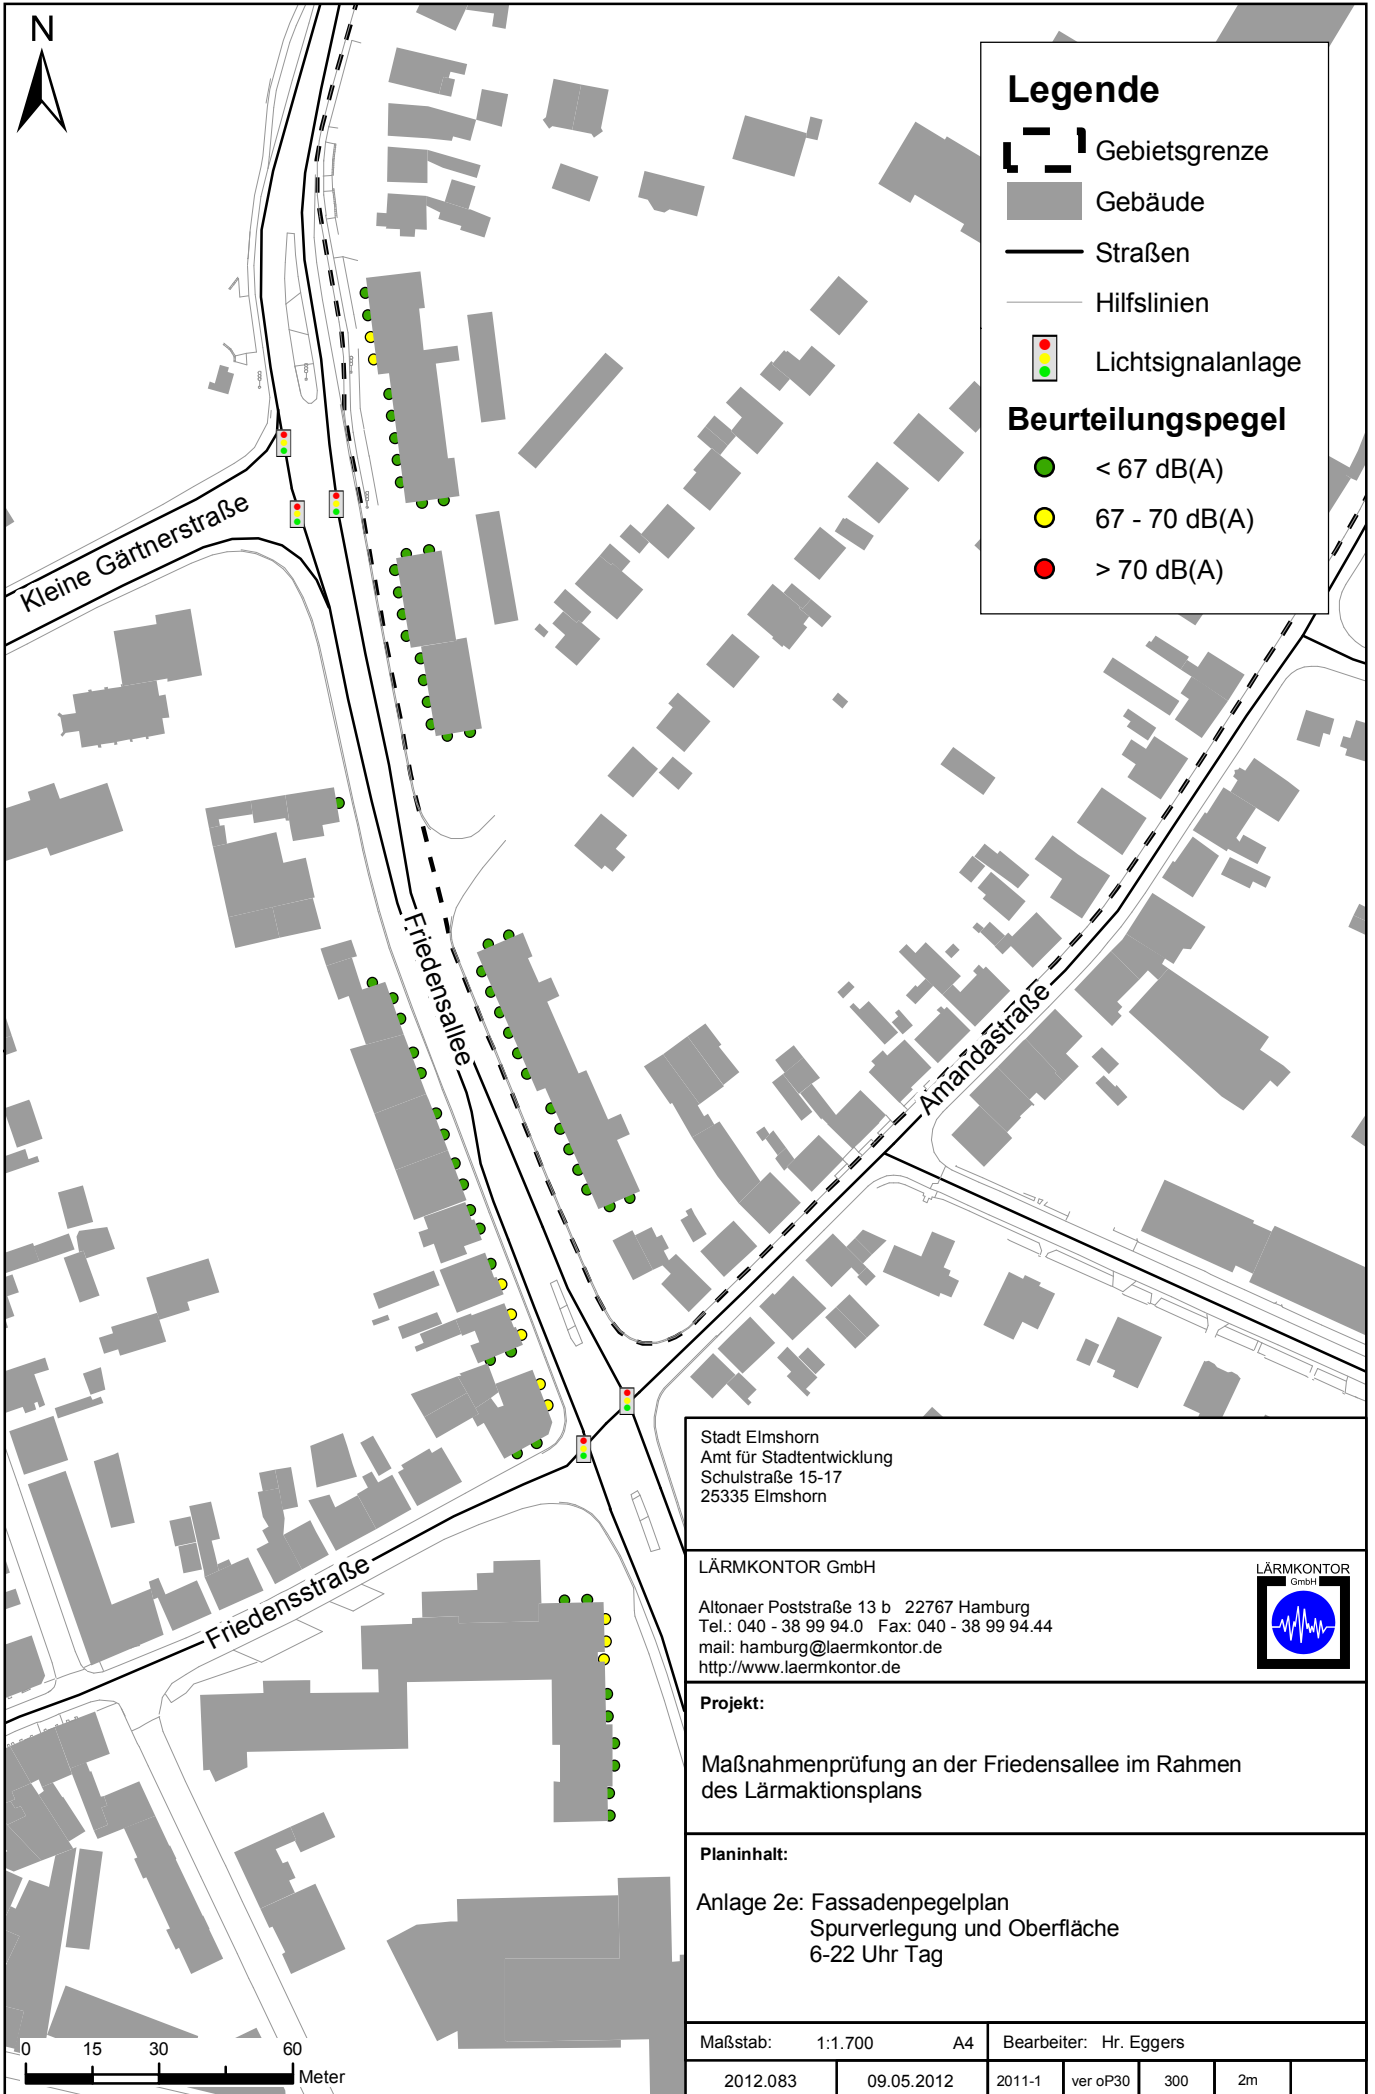 N
Legende
Gebietsgrenze
Gebäude
Straßen
Hilfslinien
Lichtsignalanlage
Beurteilungspegel
< 67 dB(A)
67 - 70 dB(A)
> 70 dB(A)
Kleine Gärtnerstraße
Friedensallee
Amandastraße
Friedensstraße
Stadt Elmshorn
Amt für Stadtentwicklung
Schulstraße 15-17
25335 Elmshorn
LÄRMKONTOR GmbH
Altonaer Poststraße 13 b 22767 Hamburg
Tel.: 040 - 38 99 94.0 Fax: 040 - 38 99 94.44
mail: hamburg@laermkontor.de
http://www.laermkontor.de
LÄRMKONTOR
GmbH
Projekt:
Maßnahmenprüfung an der Friedensallee im Rahmen
des Lärmaktionsplans
Planinhalt:
Anlage 2e: Fassadenpegelplan
Spurverlegung und Oberfläche
6-22 Uhr Tag
Maßstab: 1:1.700 A4 Bearbeiter: Hr. Eggers
2012.083 09.05.2012 2011-1 ver oP30 300 2m
0 15 30 60
Meter